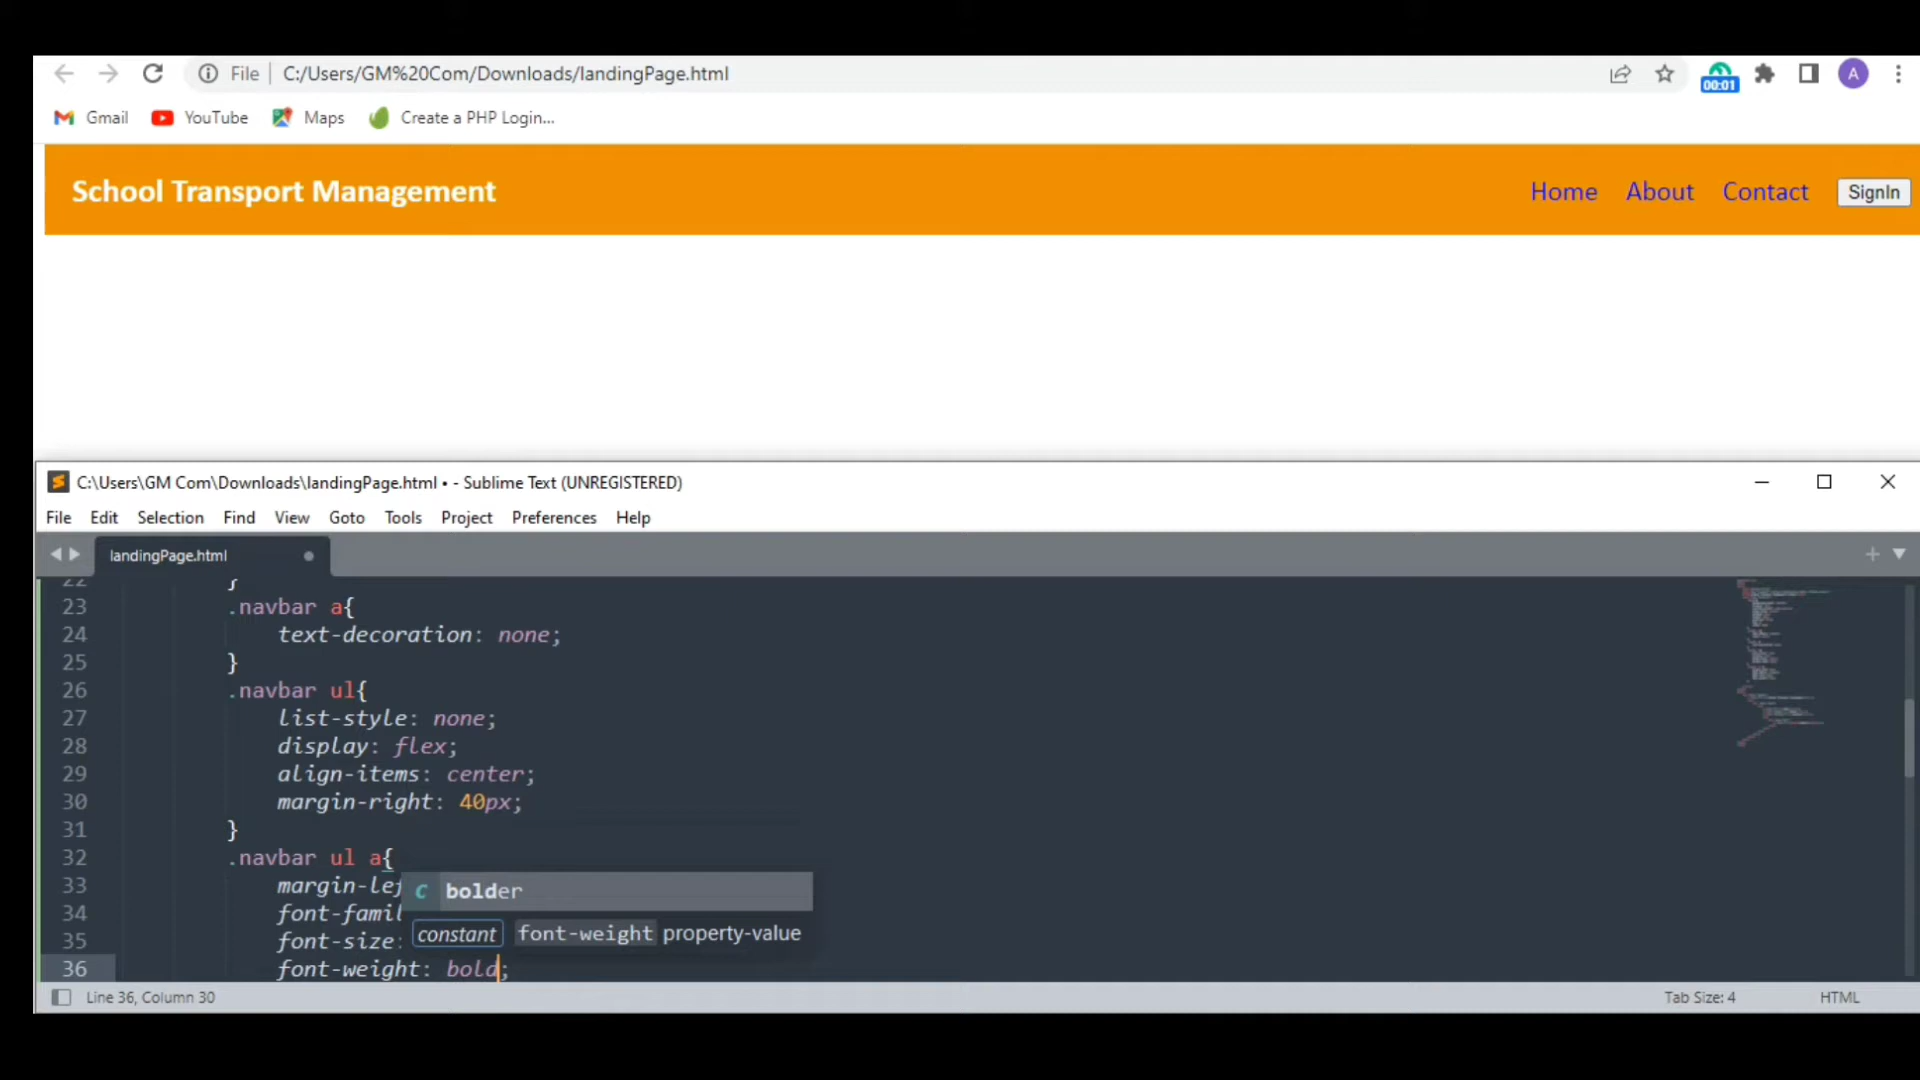 File C:/Users/GM%20Com/Downloads/landingPage.html 00:01 A
Gmail YouTube Maps Create a PHP Login...
School Transport Management Home About Contact SignIn
C:\Users\GM Com\Downloads\landingPage.html • - Sublime Text (UNREGISTERED)
File Edit Selection Find View Goto Tools Project Preferences Help
landingPage.html
22 }
23 .navbar a{
24 text-decoration: none;
25 }
26 .navbar ul{
27 list-style: none;
28 display: flex;
29 align-items: center;
30 margin-right: 40px;
31 }
32 .navbar ul a{
33 margin-lef
c bolder
34 font-famil
constant font-weight property-value
35 font-size:
36 font-weight: bold;
Line 36, Column 30 Tab Size: 4 HTML